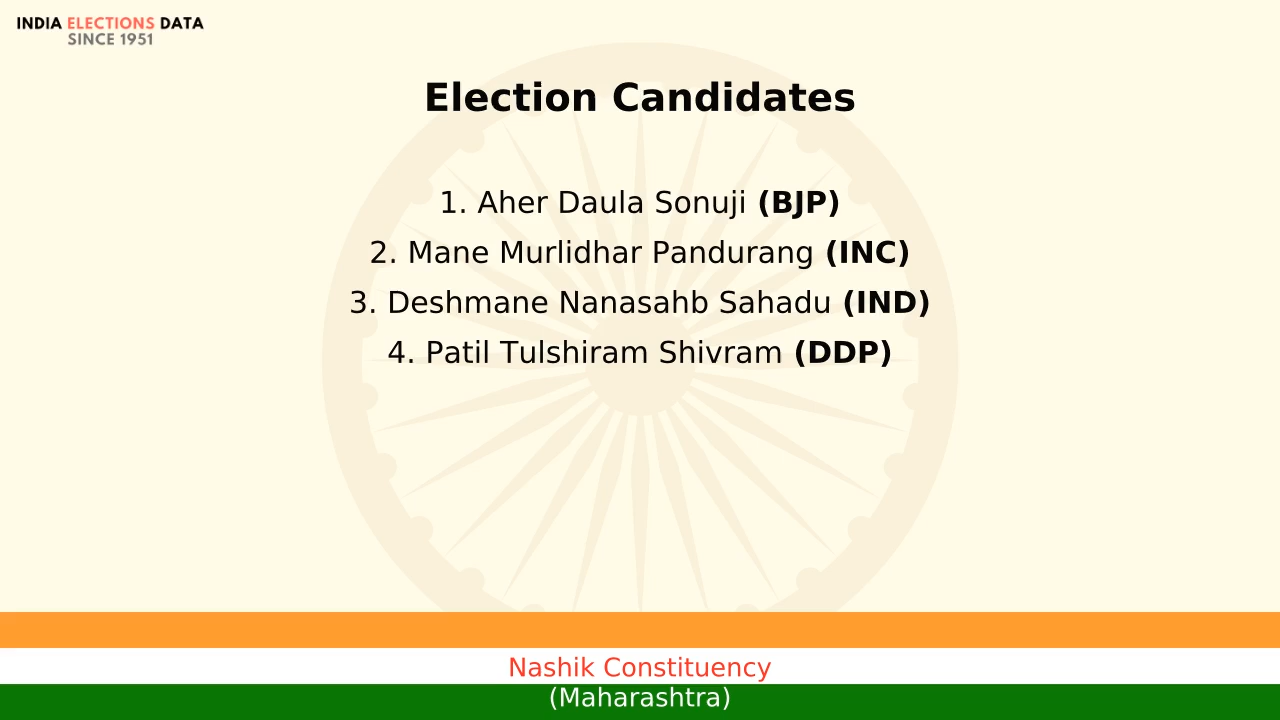 INDIA ELECTIONS DATA
SINCE 1951
Election Candidates
1. Aher Daula Sonuji (BJP)
2. Mane Murlidhar Pandurang (INC)
3. Deshmane Nanasahb Sahadu (IND)
4. Patil Tulshiram Shivram (DDP)
Nashik Constituency
(Maharashtra)